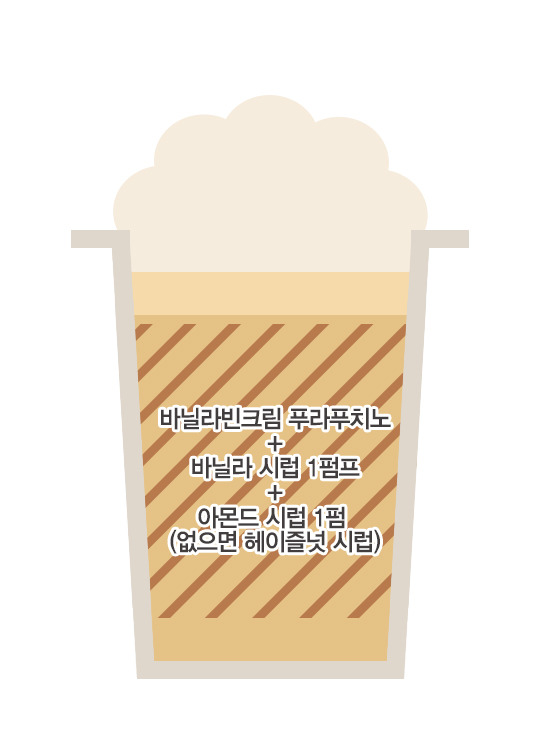 바닐라빈크림 푸라푸치노
+
바닐라 시럽 1펌프
+
아몬드 시럽 1펌
(없으면 헤이즐넛 시럽)